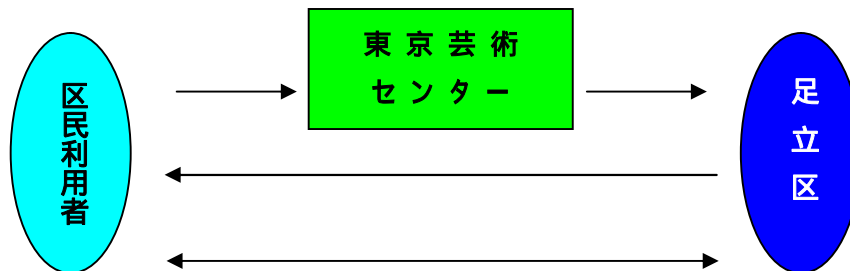 区民利用者
東京芸術
センター
足立区